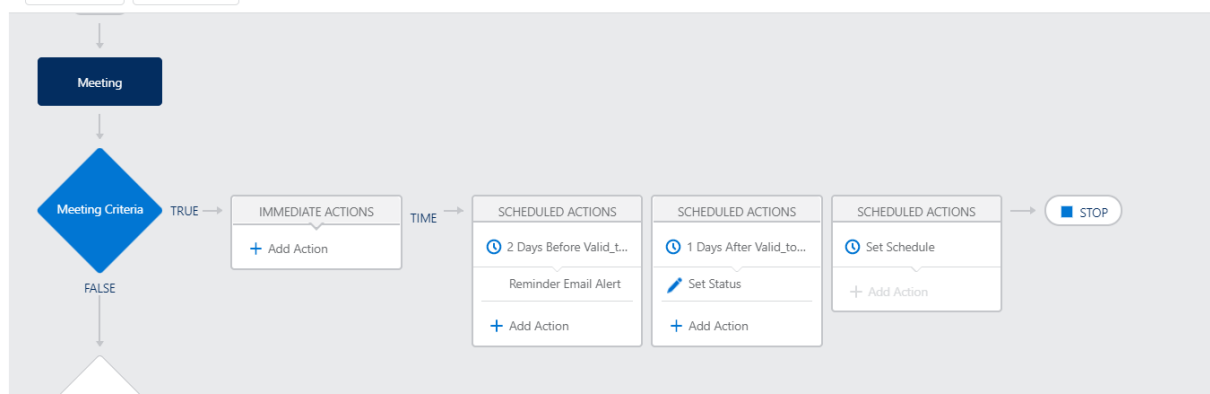 Meeting
Meeting Criteria
TRUE
IMMEDIATE ACTIONS
+ Add Action
TIME
SCHEDULED ACTIONS
2 Days Before Valid_t...
Reminder Email Alert
+ Add Action
SCHEDULED ACTIONS
1 Days After Valid_to...
Set Status
+ Add Action
SCHEDULED ACTIONS
Set Schedule
+ Add Action
STOP
FALSE